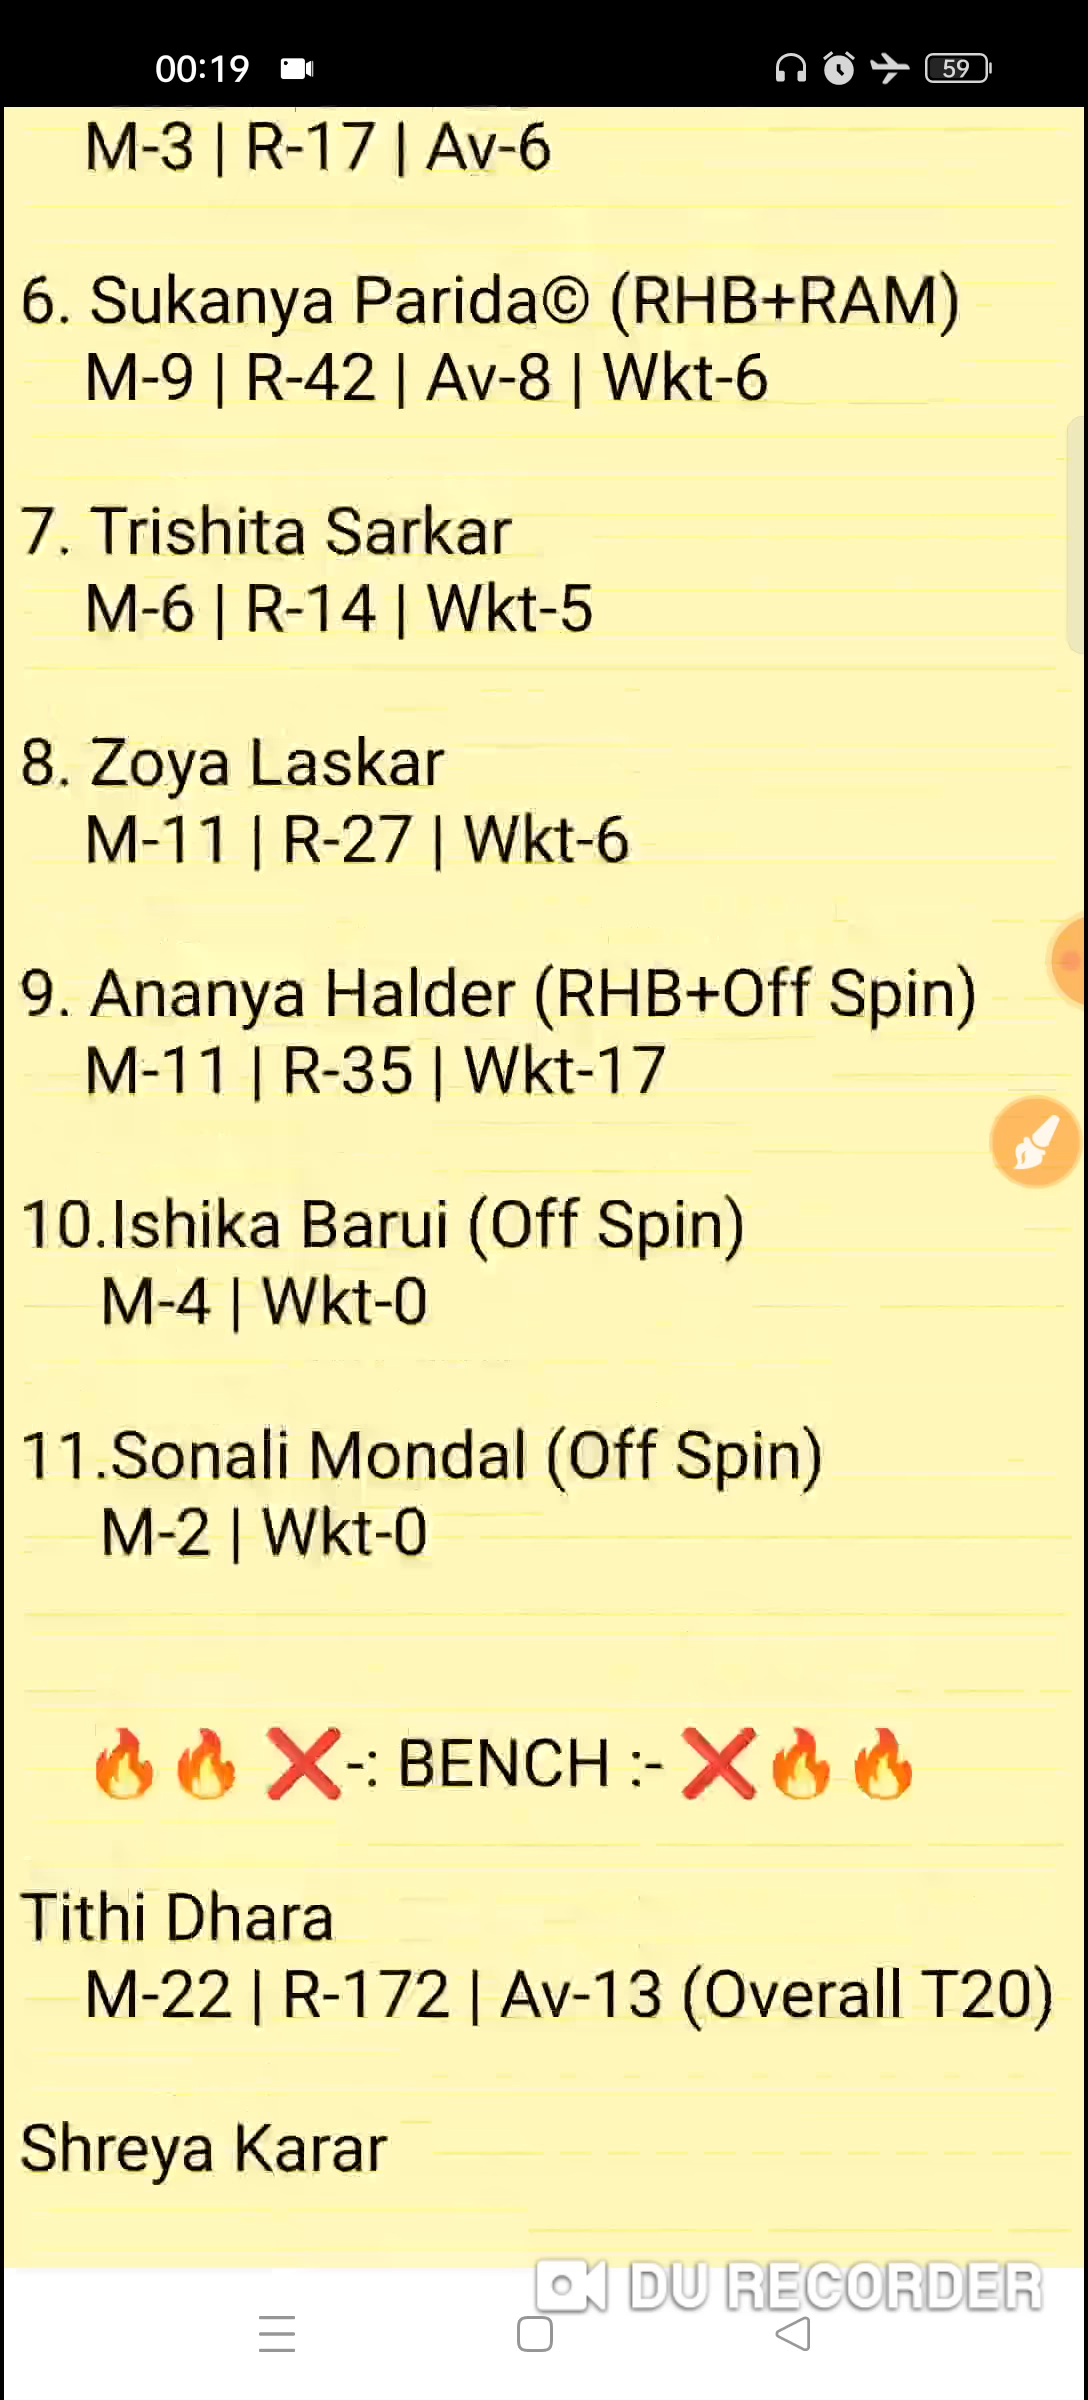 00:19
59
M-3 | R-17 | Av-6
6. Sukanya Parida© (RHB+RAM)
M-9 | R-42 | Av-8 | Wkt-6
7. Trishita Sarkar
M-6 | R-14 | Wkt-5
8. Zoya Laskar
M-11 | R-27 | Wkt-6
9. Ananya Halder (RHB+Off Spin)
M-11 | R-35 | Wkt-17
10.Ishika Barui (Off Spin)
M-4 | Wkt-0
11.Sonali Mondal (Off Spin)
M-2 | Wkt-0
🔥🔥❌-: BENCH :-❌🔥🔥
Tithi Dhara
M-22 | R-172 | Av-13 (Overall T20)
Shreya Karar
DU RECORDER